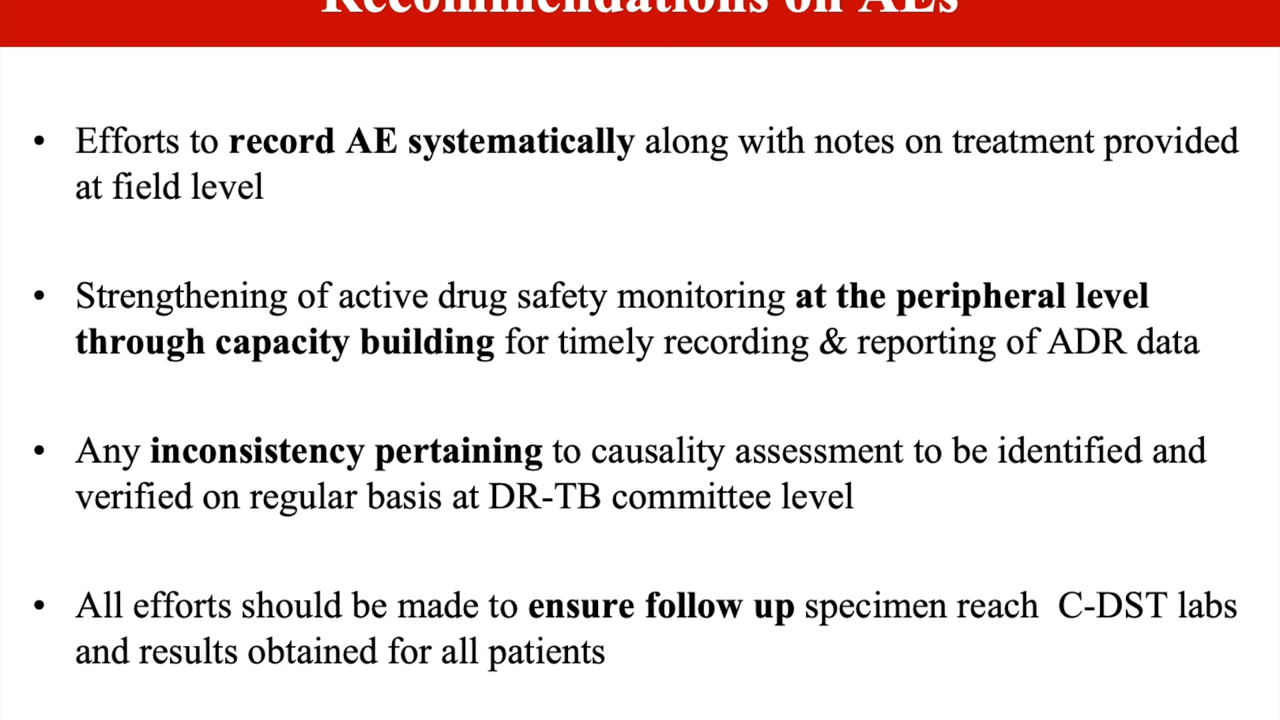 Recommendations on AEs
• Efforts to record AE systematically along with notes on treatment provided
at field level
• Strengthening of active drug safety monitoring at the peripheral level
through capacity building for timely recording & reporting of ADR data
• Any inconsistency pertaining to causality assessment to be identified and
verified on regular basis at DR-TB committee level
• All efforts should be made to ensure follow up specimen reach  C-DST labs
and results obtained for all patients